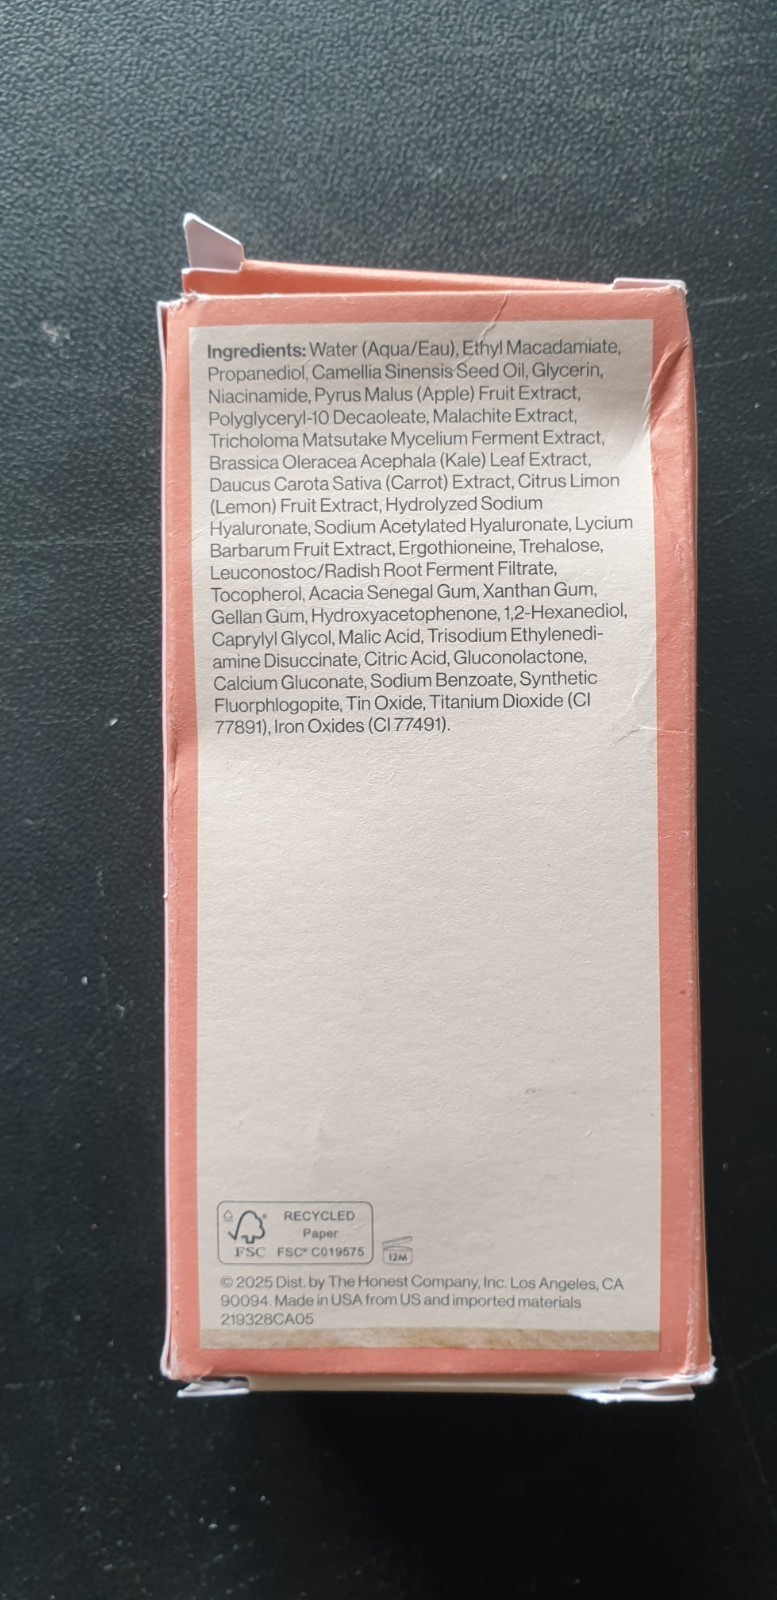 Ingredients: Water (Aqua/Eau), Ethyl Macadamiate,
Propanediol, Camellia Sinensis Seed Oil, Glycerin,
Niacinamide, Pyrus Malus (Apple) Fruit Extract,
Polyglyceryl-10 Decaoleate, Malachite Extract,
Tricholoma Matsutake Mycelium Ferment Extract,
Brassica Oleracea Acephala (Kale) Leaf Extract,
Daucus Carota Sativa (Carrot) Extract, Citrus Limon
(Lemon) Fruit Extract, Hydrolyzed Sodium
Hyaluronate, Sodium Acetylated Hyaluronate, Lycium
Barbarum Fruit Extract, Ergothioneine, Trehalose,
Leuconostoc/Radish Root Ferment Filtrate,
Tocopherol, Acacia Senegal Gum, Xanthan Gum,
Gellan Gum, Hydroxyacetophenone, 1,2-Hexanediol,
Caprylyl Glycol, Malic Acid, Trisodium Ethylenedi-
amine Disuccinate, Citric Acid, Gluconolactone,
Calcium Gluconate, Sodium Benzoate, Synthetic
Fluorphlogopite, Tin Oxide, Titanium Dioxide (CI
77891), Iron Oxides (CI 77491).
RECYCLED
Paper
FSC FSC® C019575
12M
© 2025 Dist. by The Honest Company, Inc. Los Angeles, CA
90094. Made in USA from US and imported materials
219328CA05